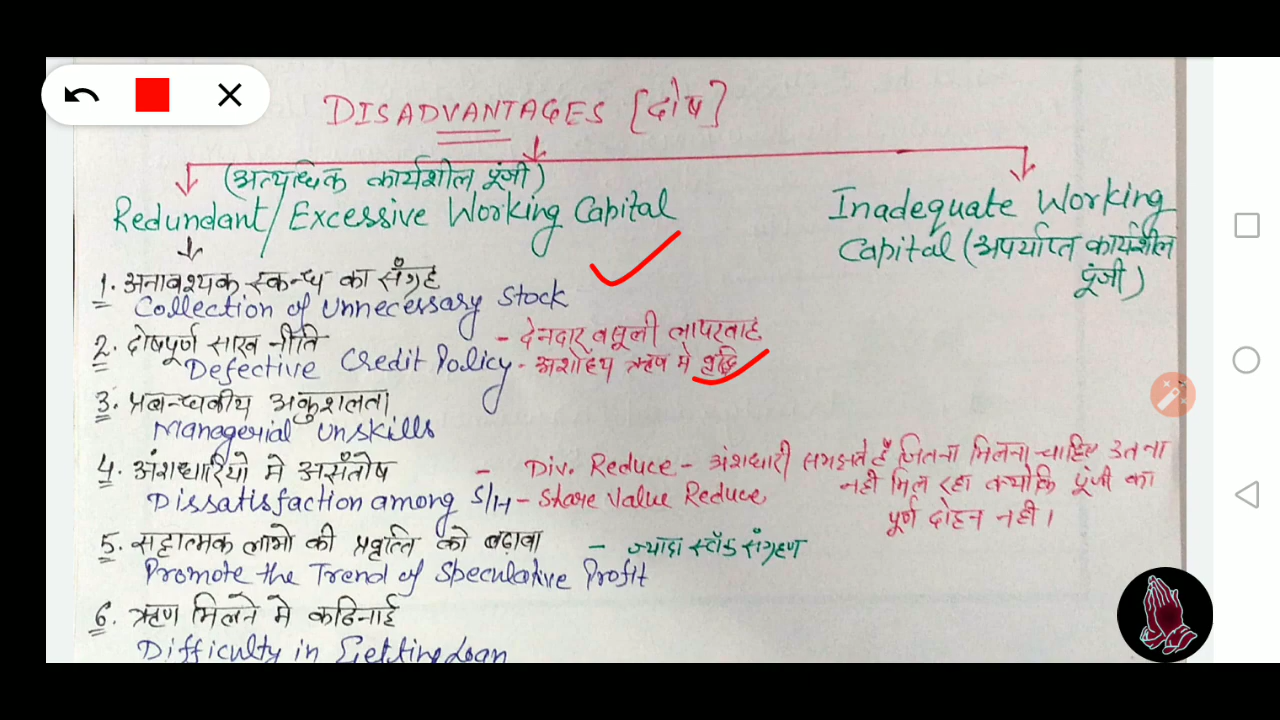 DISADVANTAGES [दोष]
(अत्यधिक कार्यशील पूंजी)
Redundant/Excessive Working Capital
1. अनावश्यक स्कन्ध का संग्रह
Collection of Unnecessary Stock
2. दोषपूर्ण साख नीति - देनदार वसूली लापरवाह
Defective Credit Policy - अशोध्य ऋण मे वृद्धि
3. प्रबन्धकीय अकुशलता
Managerial Unskills
4. अंशधारियो मे असंतोष - Div. Reduce - अंशधारी समझते हैं जितना मिलना चाहिए उतना
नही मिल रहा क्योकि पूंजी का
पूर्ण दोहन नही।
Dissatisfaction among S/H - Share Value Reduce
5. सट्टात्मक लाभो की प्रवृत्ति को बढ़ावा - ज्यादा स्टॉक संग्रहण
Promote the Trend of Speculative Profit
6. ऋण मिलने मे कठिनाई
Difficulty in Getting Loan
Inadequate Working
Capital (अपर्याप्त कार्यशील
पूंजी)